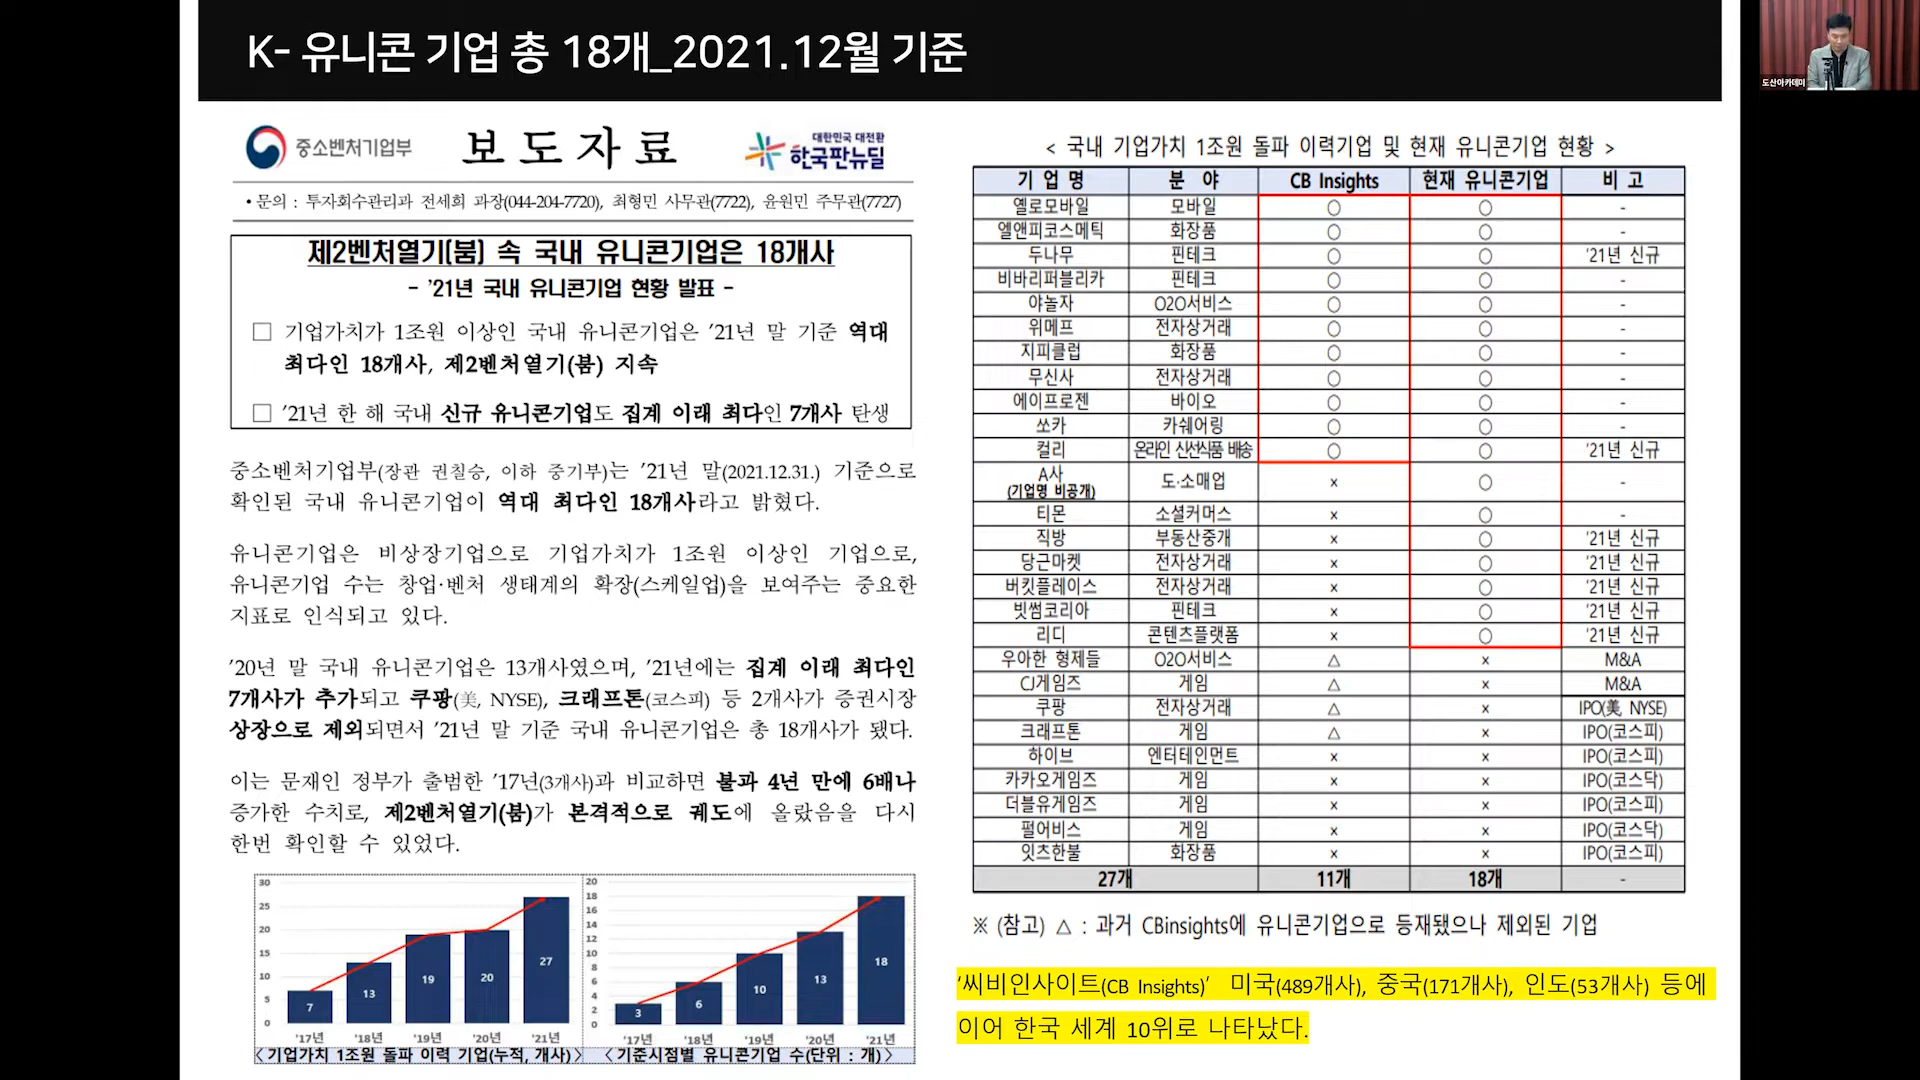 K- 유니콘 기업 총 18개_2021.12월 기준
도산아카데미
중소벤처기업부
보도자료
대한민국 대전환
한국판뉴딜
• 문의 : 투자회수관리과 전세희 과장(044-204-7720), 최형민 사무관(7722), 윤원민 주무관(7727)
제2벤처열기(붐) 속 국내 유니콘기업은 18개사
- ’21년 국내 유니콘기업 현황 발표 -
□ 기업가치가 1조원 이상인 국내 유니콘기업은 ’21년 말 기준 역대
최다인 18개사, 제2벤처열기(붐) 지속
□ ’21년 한 해 국내 신규 유니콘기업도 집계 이래 최다인 7개사 탄생
중소벤처기업부(장관 권칠승, 이하 중기부)는 ’21년 말(2021.12.31.) 기준으로
확인된 국내 유니콘기업이 역대 최다인 18개사라고 밝혔다.
유니콘기업은 비상장기업으로 기업가치가 1조원 이상인 기업으로,
유니콘기업 수는 창업·벤처 생태계의 확장(스케일업)을 보여주는 중요한
지표로 인식되고 있다.
’20년 말 국내 유니콘기업은 13개사였으며, ’21년에는 집계 이래 최다인
7개사가 추가되고 쿠팡(美, NYSE), 크래프톤(코스피) 등 2개사가 증권시장
상장으로 제외되면서 ’21년 말 기준 국내 유니콘기업은 총 18개사가 됐다.
이는 문재인 정부가 출범한 ’17년(3개사)과 비교하면 불과 4년 만에 6배나
증가한 수치로, 제2벤처열기(붐)가 본격적으로 궤도에 올랐음을 다시
한번 확인할 수 있었다.
30
25
20
15
10
5
0
7
13
19
20
27
’17년 ’18년 ’19년 ’20년 ’21년
<기업가치 1조원 돌파 이력 기업(누적, 개사)>
20
18
16
14
12
10
8
6
4
2
0
3
6
10
13
18
’17년 ’18년 ’19년 ’20년 ’21년
<기준시점별 유니콘기업 수(단위 : 개)>
< 국내 기업가치 1조원 돌파 이력기업 및 현재 유니콘기업 현황 >
기 업 명 분 야 CB Insights 현재 유니콘기업 비 고
옐로모바일 모바일 ○ ○ -
엘앤피코스메틱 화장품 ○ ○ -
두나무 핀테크 ○ ○ ’21년 신규
비바리퍼블리카 핀테크 ○ ○ -
야놀자 O2O서비스 ○ ○ -
위메프 전자상거래 ○ ○ -
지피클럽 화장품 ○ ○ -
무신사 전자상거래 ○ ○ -
에이프로젠 바이오 ○ ○ -
쏘카 카쉐어링 ○ ○ -
컬리 온라인 신선식품 배송 ○ ○ ’21년 신규
A사
(기업명 비공개) 도·소매업 × ○ -
티몬 소셜커머스 × ○ -
직방 부동산중개 × ○ ’21년 신규
당근마켓 전자상거래 × ○ ’21년 신규
버킷플레이스 전자상거래 × ○ ’21년 신규
빗썸코리아 핀테크 × ○ ’21년 신규
리디 콘텐츠플랫폼 × ○ ’21년 신규
우아한 형제들 O2O서비스 △ × M&A
CJ게임즈 게임 △ × M&A
쿠팡 전자상거래 △ × IPO(美, NYSE)
크래프톤 게임 △ × IPO(코스피)
하이브 엔터테인먼트 × × IPO(코스피)
카카오게임즈 게임 × × IPO(코스닥)
더블유게임즈 게임 × × IPO(코스피)
펄어비스 게임 × × IPO(코스닥)
잇츠한불 화장품 × × IPO(코스피)
27개 11개 18개 -
※ (참고) △ : 과거 CBinsights에 유니콘기업으로 등재됐으나 제외된 기업
‘씨비인사이트(CB Insights)’ 미국(489개사), 중국(171개사), 인도(53개사) 등에
이어 한국 세계 10위로 나타났다.